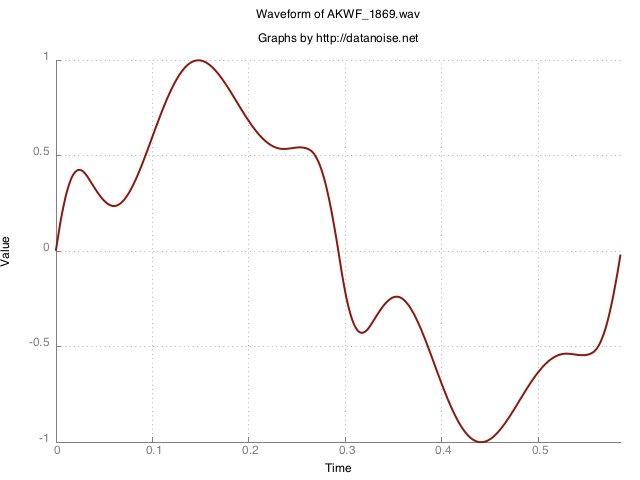 Waveform of AKWF_1869.wav
Graphs by http://datanoise.net
1
0.5
0
-0.5
-1
Value
0 0.1 0.2 0.3 0.4 0.5
Time